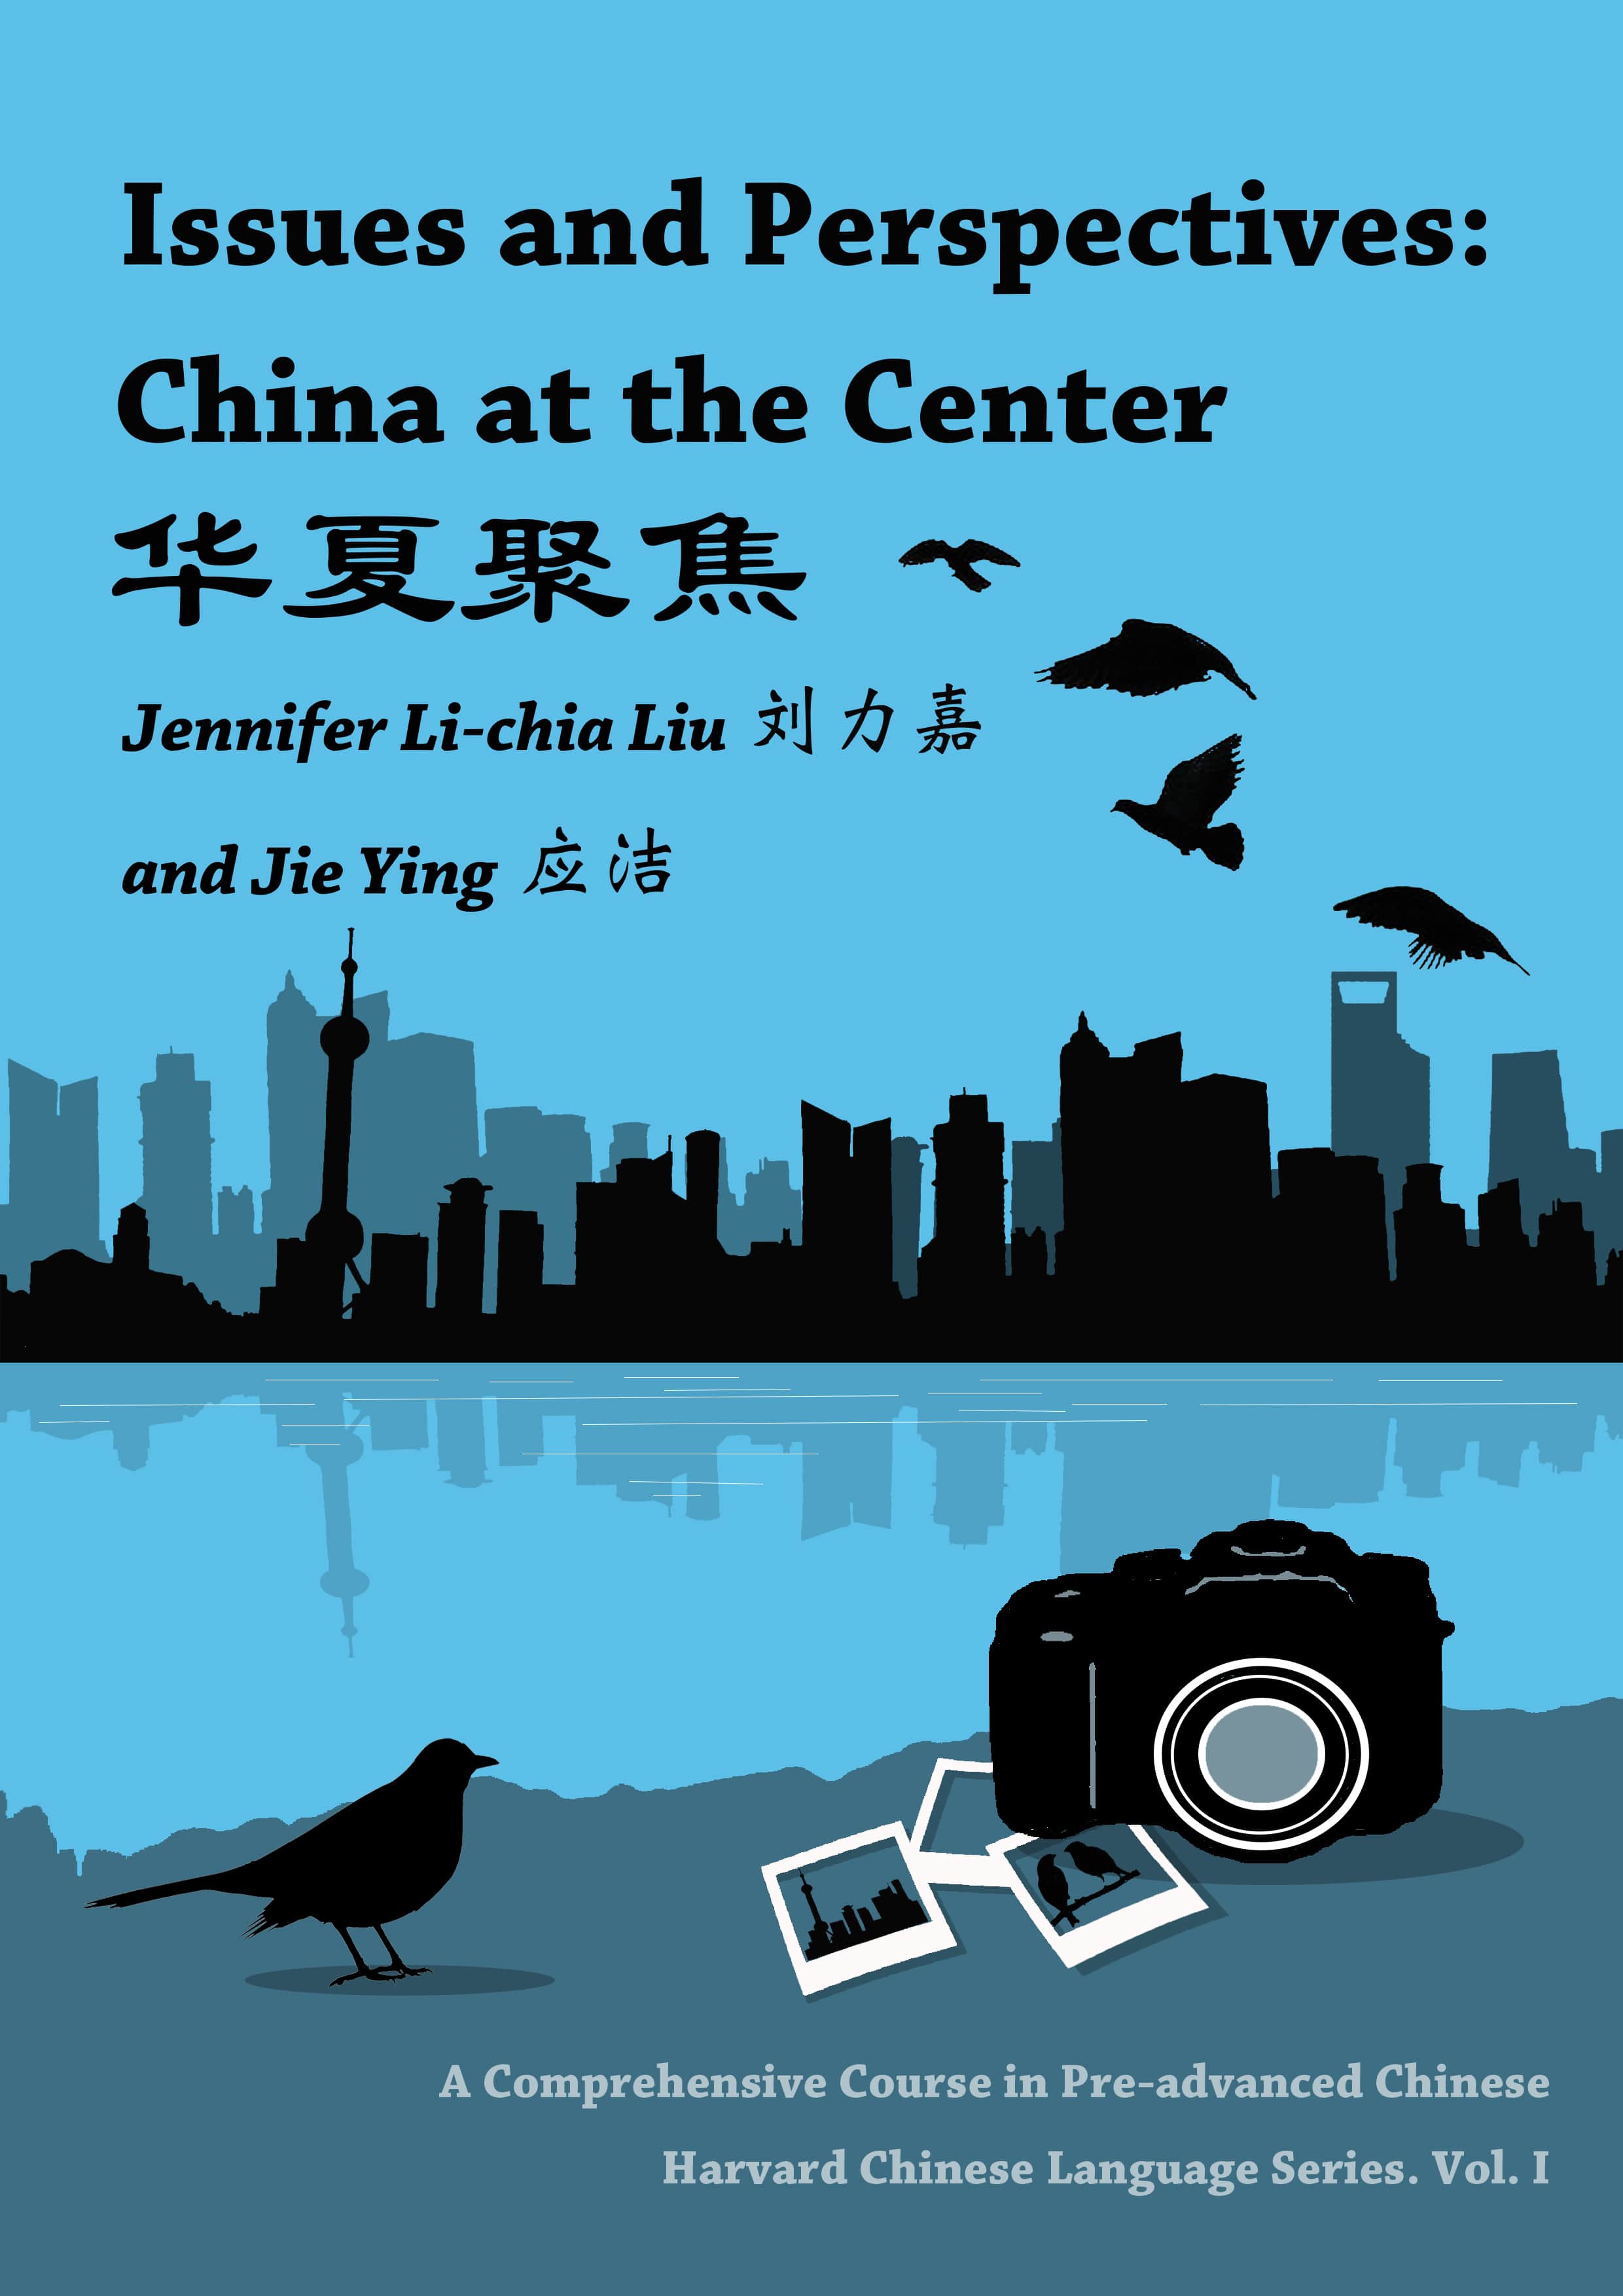 Issues and Perspectives:
China at the Center
华夏聚焦
Jennifer Li-chia Liu 刘力嘉
and Jie Ying 应洁
A Comprehensive Course in Pre-advanced Chinese
Harvard Chinese Language Series. Vol. I